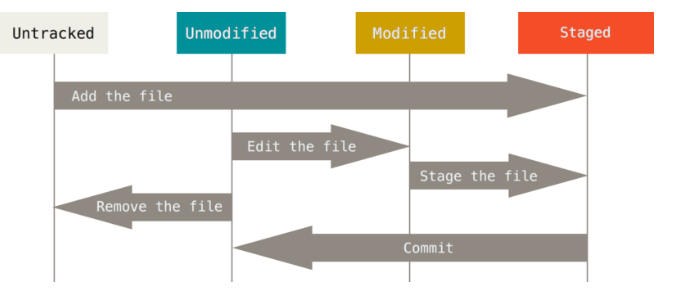 Untracked
Unmodified
Modified
Staged
Add the file
Edit the file
Stage the file
Remove the file
Commit